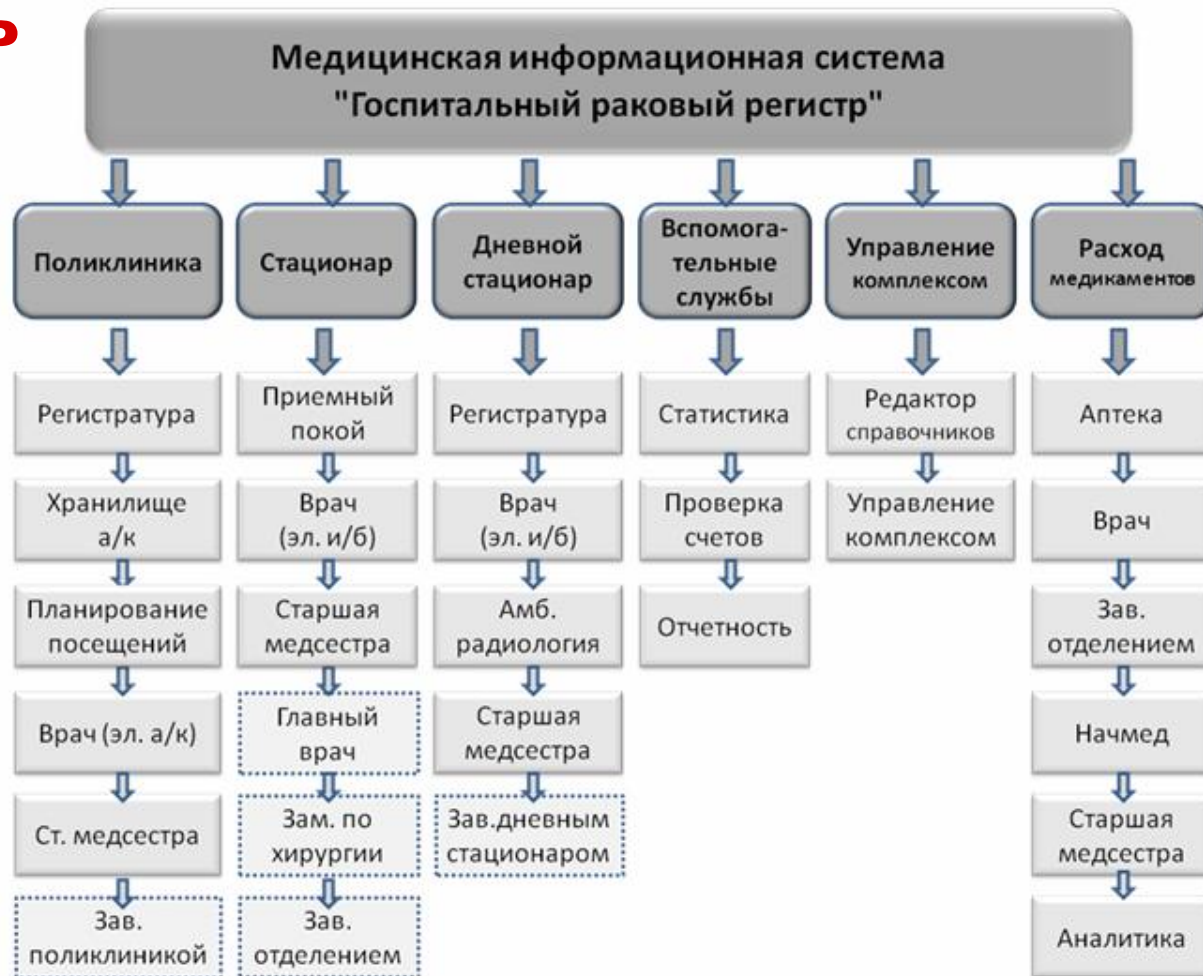 ь
Медицинская информационная система
"Госпитальный раковый регистр"
Поликлиника
Стационар
Дневной
стационар
Вспомога-
тельные
службы
Управление
комплексом
Расход
медикаментов
Регистратура
Хранилище
а/к
Планирование
посещений
Врач (эл. а/к)
Ст. медсестра
Зав.
поликлиникой
Приемный
покой
Врач
(эл. и/б)
Старшая
медсестра
Главный
врач
Зам. по
хирургии
Зав.
отделением
Регистратура
Врач
(эл. и/б)
Амб.
радиология
Старшая
медсестра
Зав.дневным
стационаром
Статистика
Проверка
счетов
Отчетность
Редактор
справочников
Управление
комплексом
Аптека
Врач
Зав.
отделением
Начмед
Старшая
медсестра
Аналитика